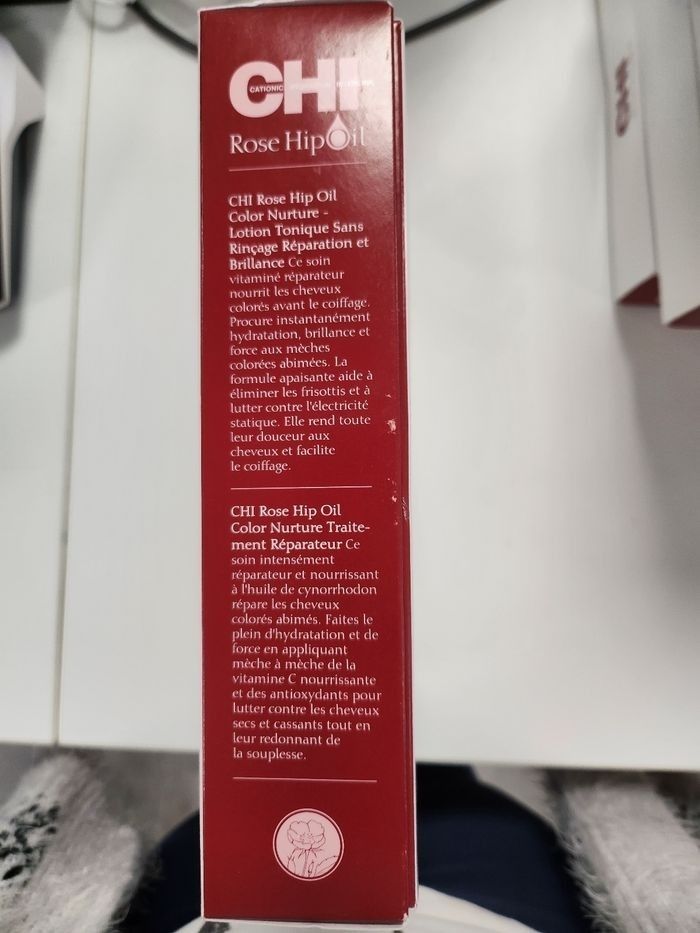 CHI
CATIONIC
Rose Hip Oil
CHI Rose Hip Oil
Color Nurture -
Lotion Tonique Sans
Rinçage Réparation et
Brillance Ce soin
vitaminé réparateur
nourrit les cheveux
colorés avant le coiffage.
Procure instantanément
hydratation, brillance et
force aux mèches
colorées abimées. La
formule apaisante aide à
éliminer les frisottis et à
lutter contre l'électricité
statique. Elle rend toute
leur douceur aux
cheveux et facilite
le coiffage.
CHI Rose Hip Oil
Color Nurture Traite-
ment Réparateur Ce
soin intensément
réparateur et nourrissant
à l'huile de cynorrhodon
répare les cheveux
colorés abimés. Faites le
plein d'hydratation et de
force en appliquant
mèche à mèche de la
vitamine C nourrissante
et des antioxydants pour
lutter contre les cheveux
secs et cassants tout en
leur redonnant de
la souplesse.
CHI